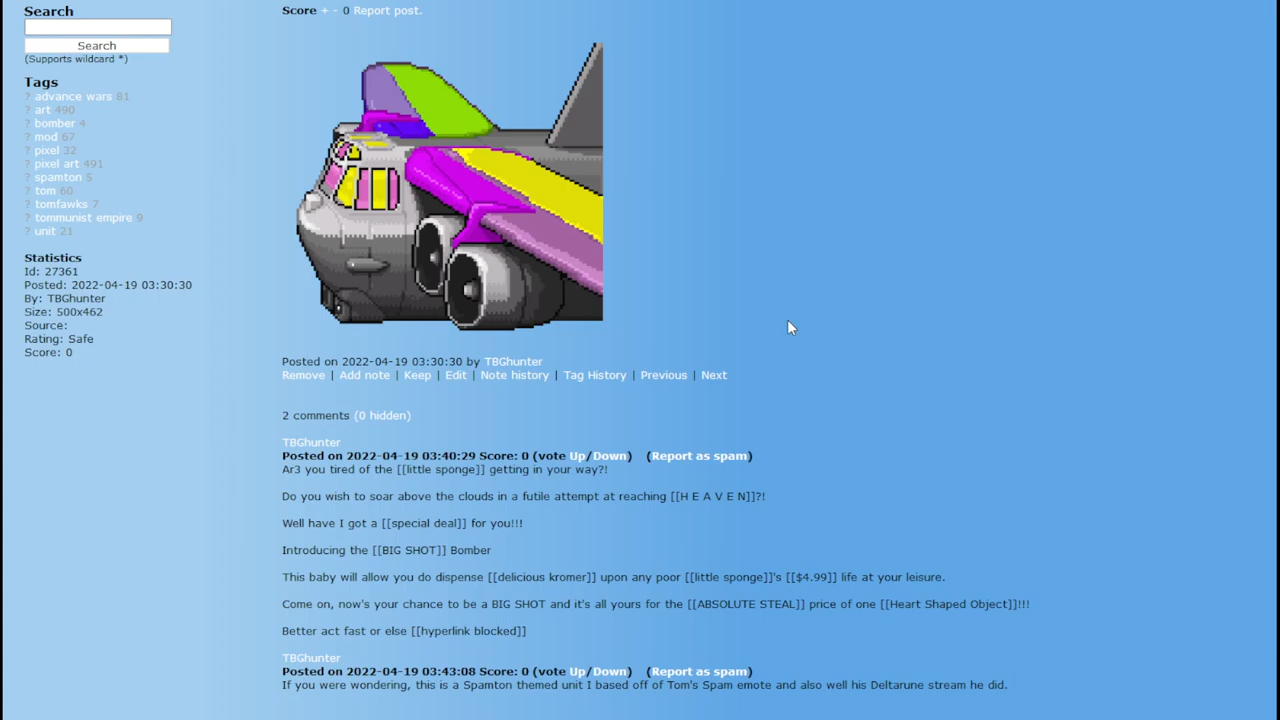 Search
Search
(Supports wildcard *)
Tags
? advance wars 81
? art 490
? bomber 4
? mod 67
? pixel 32
? pixel art 491
? spamton 5
? tom 60
? tomfawks 7
? tommunist empire 9
? unit 21
Statistics
Id: 27361
Posted: 2022-04-19 03:30:30
By: TBGhunter
Size: 500x462
Source:
Rating: Safe
Score: 0
Score + - 0 Report post.
Posted on 2022-04-19 03:30:30 by TBGhunter
Remove | Add note | Keep | Edit | Note history | Tag History | Previous | Next
2 comments (0 hidden)
TBGhunter
Posted on 2022-04-19 03:40:29 Score: 0 (vote Up/Down) (Report as spam)
Ar3 you tired of the [[little sponge]] getting in your way?!
Do you wish to soar above the clouds in a futile attempt at reaching [[H E A V E N]]?!
Well have I got a [[special deal]] for you!!!
Introducing the [[BIG SHOT]] Bomber
This baby will allow you do dispense [[delicious kromer]] upon any poor [[little sponge]]'s [[$4.99]] life at your leisure.
Come on, now's your chance to be a BIG SHOT and it's all yours for the [[ABSOLUTE STEAL]] price of one [[Heart Shaped Object]]!!!
Better act fast or else [[hyperlink blocked]]
TBGhunter
Posted on 2022-04-19 03:43:08 Score: 0 (vote Up/Down) (Report as spam)
If you were wondering, this is a Spamton themed unit I based off of Tom's Spam emote and also well his Deltarune stream he did.